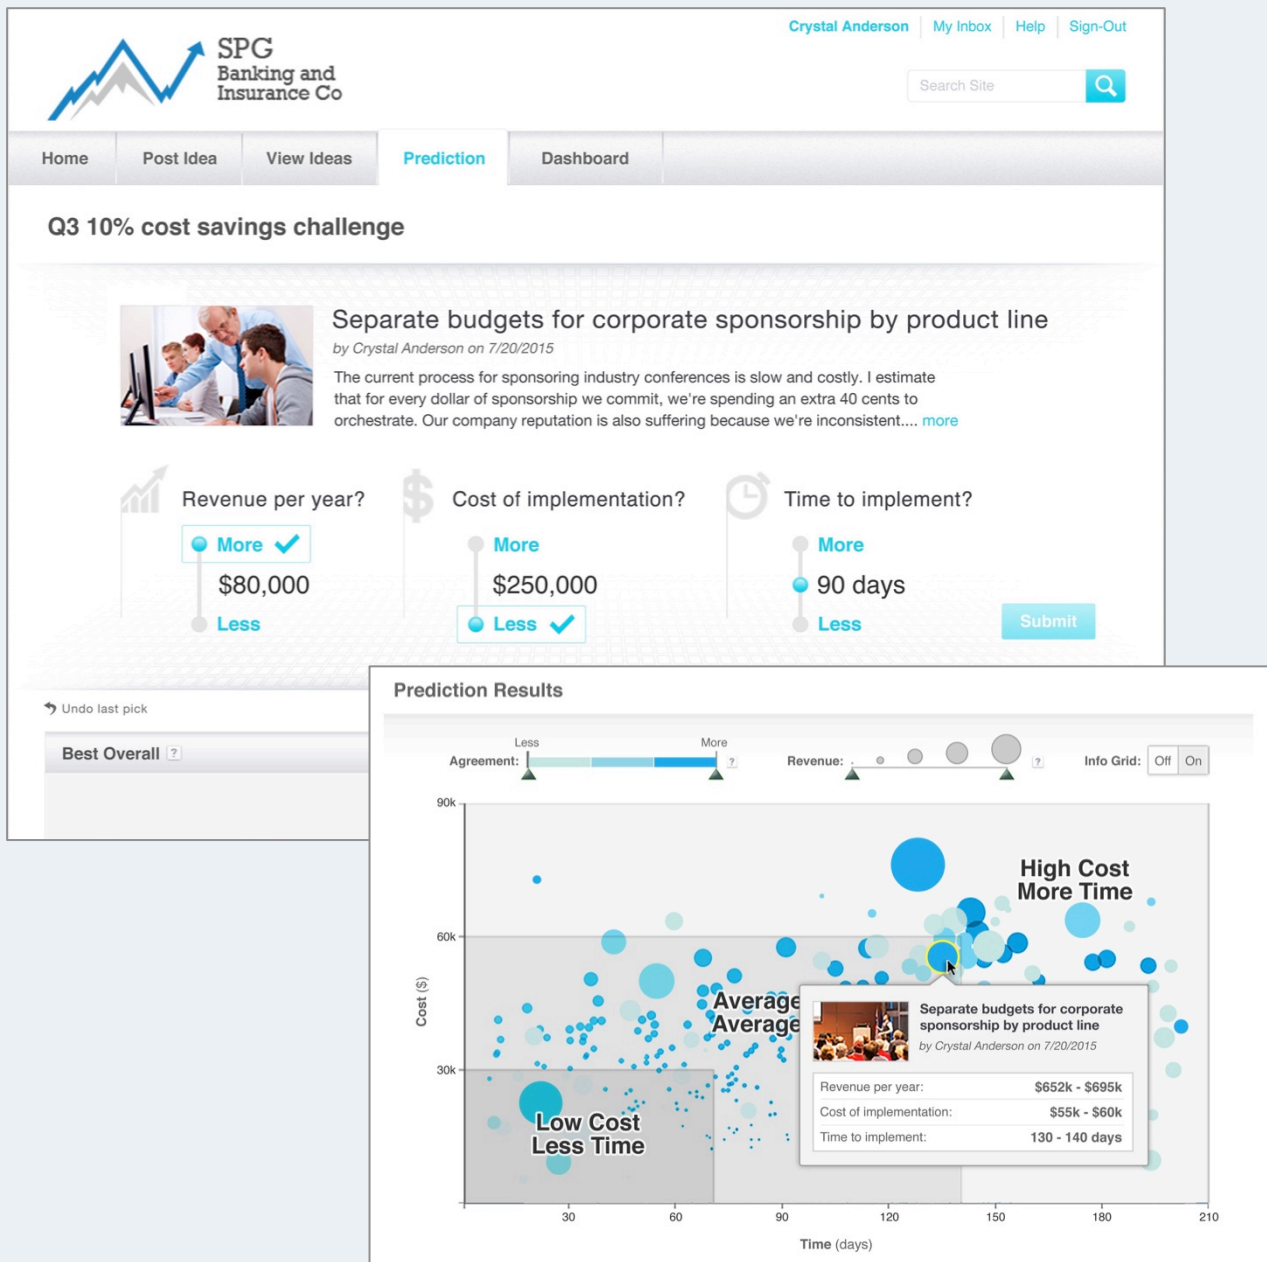 Crystal Anderson My Inbox Help Sign-Out
SPG
Banking and
Insurance Co
Search Site
Home Post Idea View Ideas Prediction Dashboard
Q3 10% cost savings challenge
Separate budgets for corporate sponsorship by product line
by Crystal Anderson on 7/20/2015
The current process for sponsoring industry conferences is slow and costly. I estimate
that for every dollar of sponsorship we commit, we're spending an extra 40 cents to
orchestrate. Our company reputation is also suffering because we're inconsistent.... more
Revenue per year?
More
$80,000
Less
Cost of implementation?
More
$250,000
Less
Time to implement?
More
90 days
Less
Submit
Undo last pick
Best Overall ?
Prediction Results
Less More
Agreement: ?
Revenue: ?
Info Grid: Off On
90k
60k
30k
Cost ($)
High Cost
More Time
Average
Average
Low Cost
Less Time
Separate budgets for corporate
sponsorship by product line
by Crystal Anderson on 7/20/2015
Revenue per year: $652k - $695k
Cost of implementation: $55k - $60k
Time to implement: 130 - 140 days
30 60 90 120 150 180 210
Time (days)